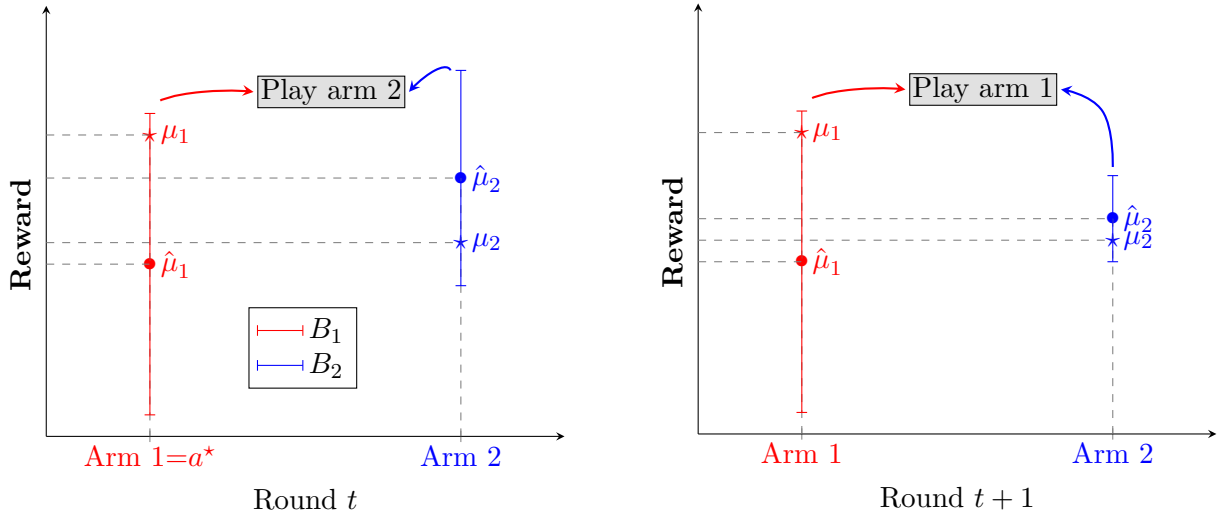 Play arm 2
μ₁
μ̂₂
μ₂
μ̂₁
Reward
B₁
B₂
Arm 1=a⋆
Arm 2
Round t
Play arm 1
μ₁
μ̂₂
μ₂
μ̂₁
Reward
Arm 1
Arm 2
Round t + 1